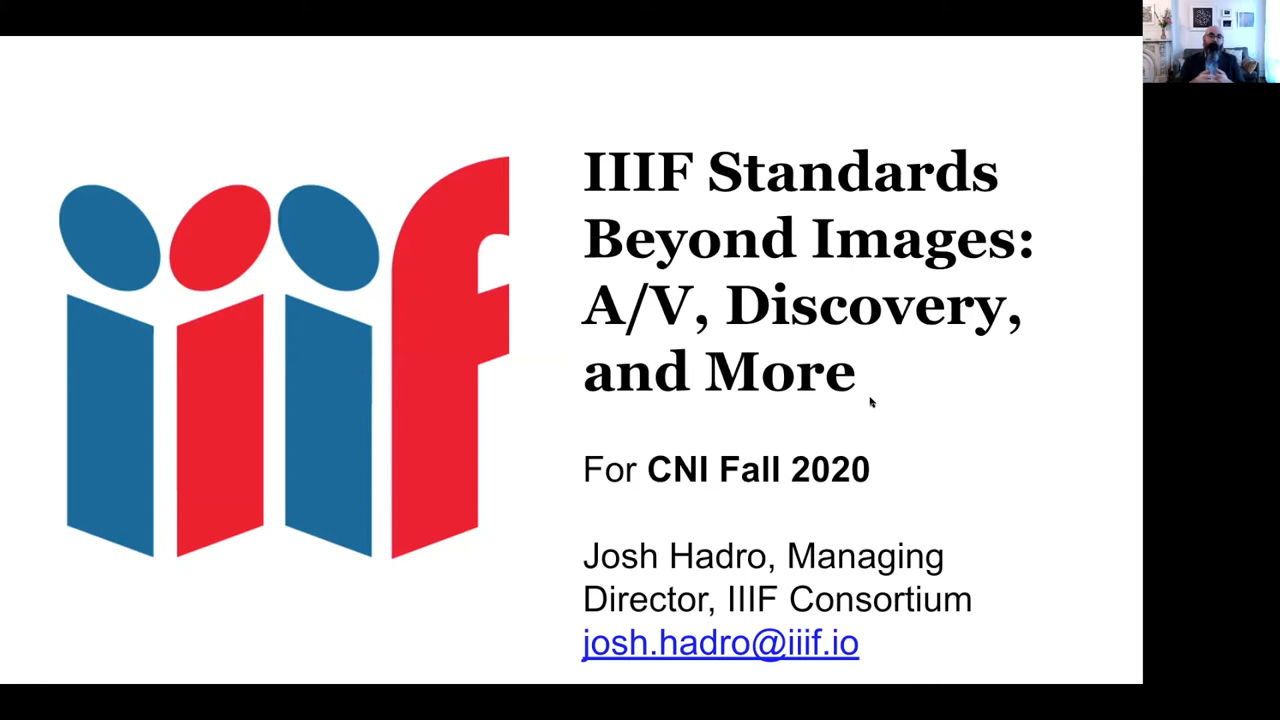 iiif
IIIF Standards
Beyond Images:
A/V, Discovery,
and More
For CNI Fall 2020
Josh Hadro, Managing
Director, IIIF Consortium
josh.hadro@iiif.io